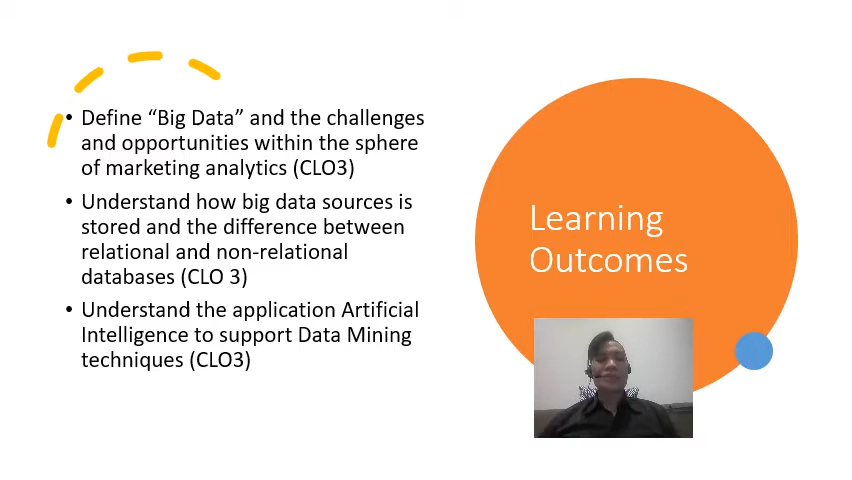 • Define “Big Data” and the challenges
and opportunities within the sphere
of marketing analytics (CLO3)
• Understand how big data sources is
stored and the difference between
relational and non-relational
databases (CLO 3)
• Understand the application Artificial
Intelligence to support Data Mining
techniques (CLO3)
Learning
Outcomes